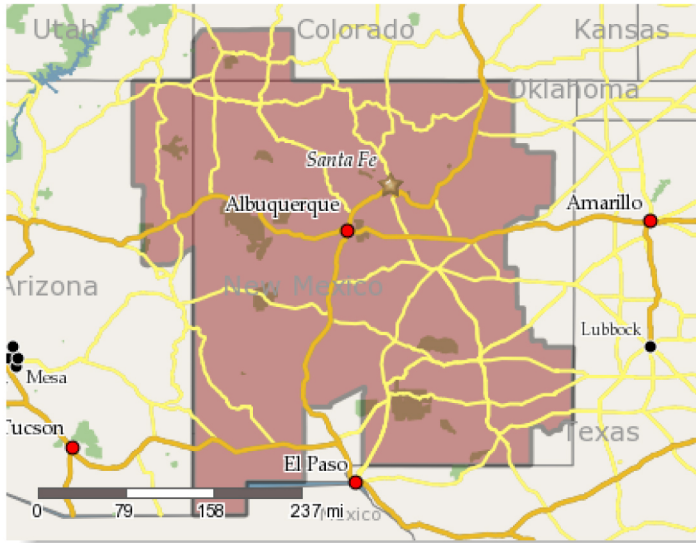 Utah
Colorado
Kansas
Oklahoma
Santa Fe
Albuquerque
Amarillo
Arizona
New Mexico
Lubbock
Mesa
Tucson
Texas
El Paso
0 79 158 237 mi
Mexico